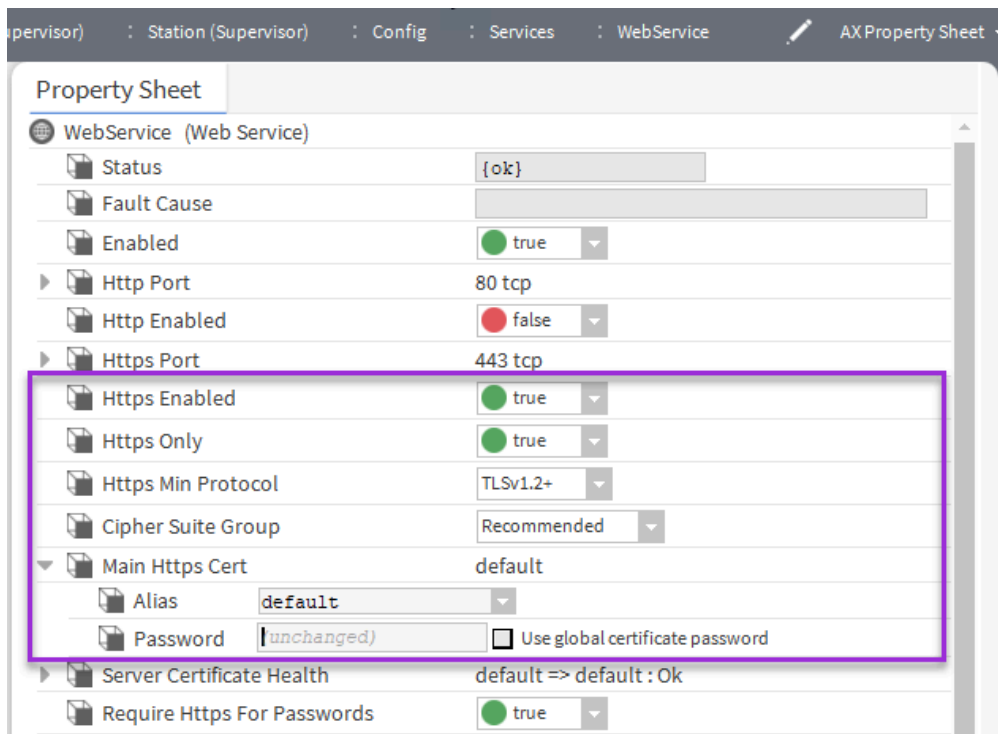 upervisor) : Station (Supervisor) : Config : Services : WebService AX Property Sheet
Property Sheet
WebService (Web Service)
Status {ok}
Fault Cause
Enabled true
Http Port 80 tcp
Http Enabled false
Https Port 443 tcp
Https Enabled true
Https Only true
Https Min Protocol TLSv1.2+
Cipher Suite Group Recommended
Main Https Cert default
Alias default
Password (unchanged) Use global certificate password
Server Certificate Health default => default : Ok
Require Https For Passwords true